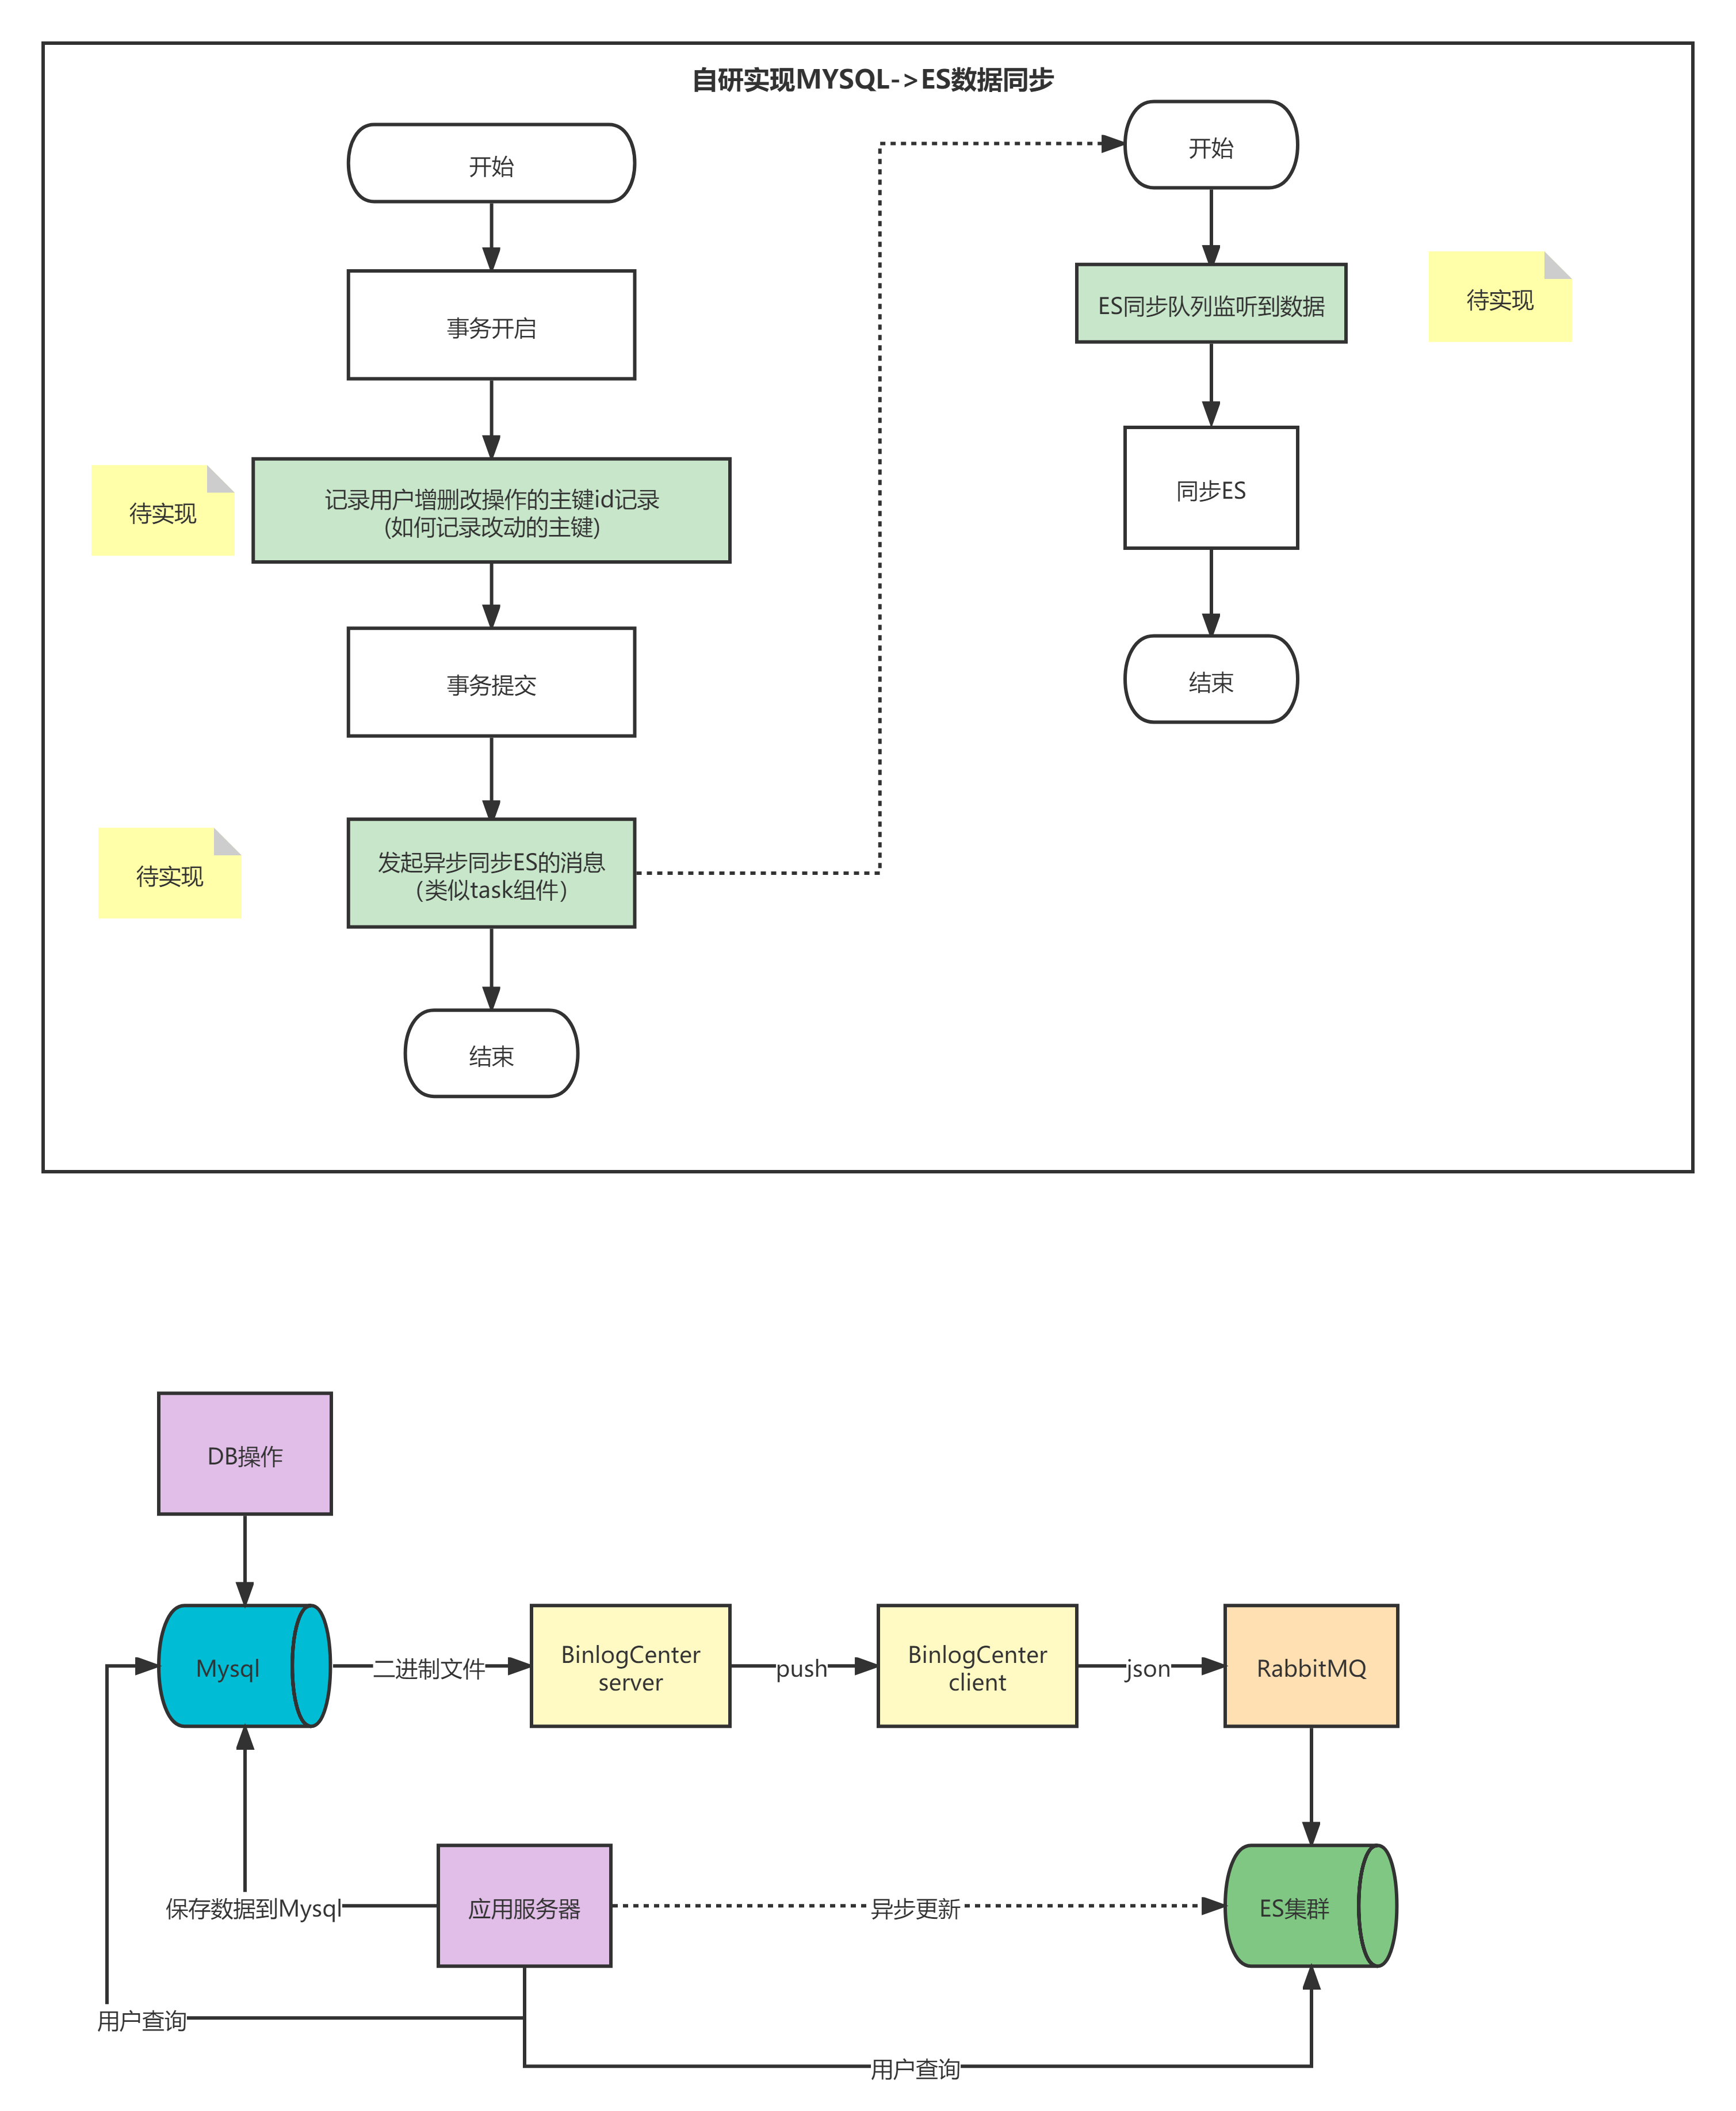 自研实现MYSQL->ES数据同步
开始
事务开启
待实现
记录用户增删改操作的主键id记录
(如何记录改动的主键)
事务提交
待实现
发起异步同步ES的消息
（类似task组件）
结束
开始
ES同步队列监听到数据
待实现
同步ES
结束
DB操作
Mysql
二进制文件
BinlogCenter
server
push
BinlogCenter
client
json
RabbitMQ
保存数据到Mysql
应用服务器
异步更新
ES集群
用户查询
用户查询